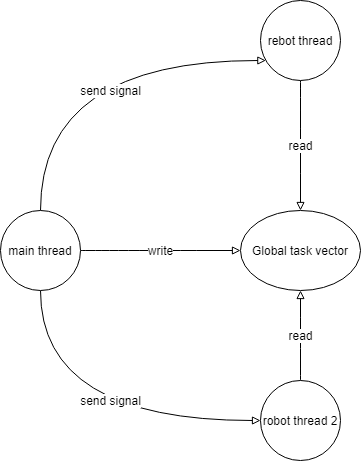 rebot thread
send signal
read
main thread
write
Global task vector
read
send signal
robot thread 2